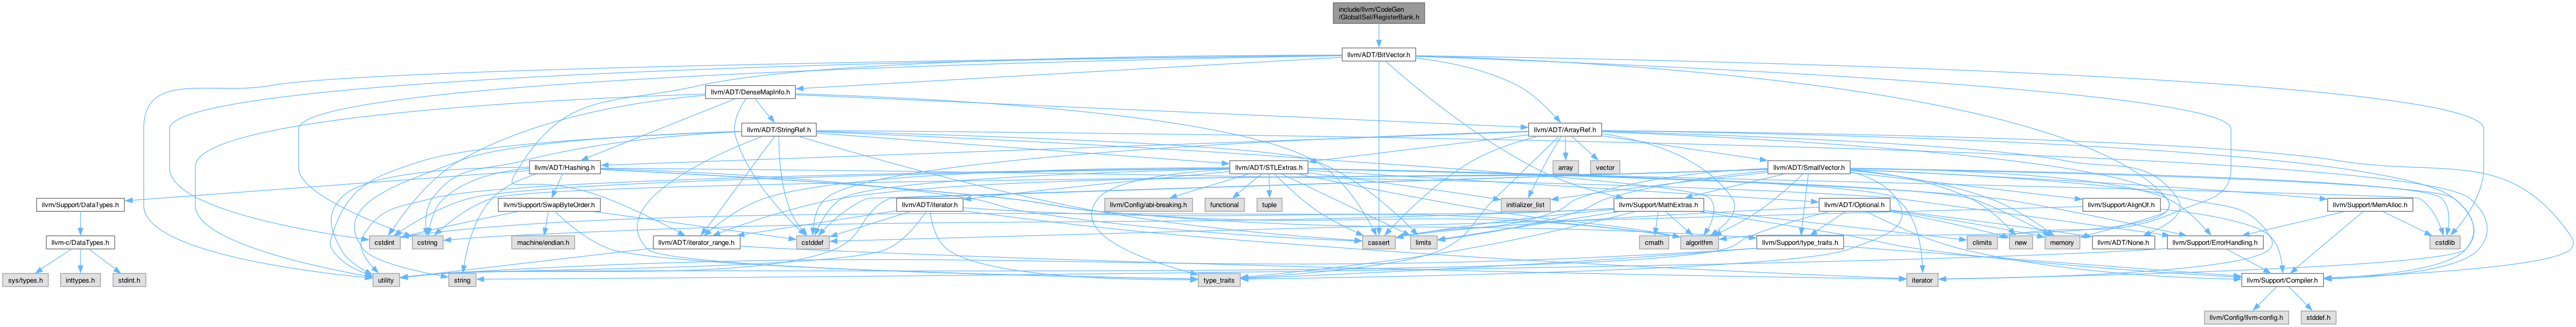 include/llvm/CodeGen
/GlobalISel/RegisterBank.h
llvm/ADT/BitVector.h
llvm/ADT/DenseMapInfo.h
llvm/ADT/StringRef.h
llvm/ADT/ArrayRef.h
llvm/ADT/Hashing.h
llvm/ADT/STLExtras.h
array
vector
llvm/ADT/SmallVector.h
llvm/Support/DataTypes.h
llvm/Support/SwapByteOrder.h
llvm/ADT/iterator.h
llvm/Config/abi-breaking.h
functional
tuple
initializer_list
llvm/Support/MathExtras.h
llvm/ADT/Optional.h
llvm/Support/AlignOf.h
llvm/Support/MemAlloc.h
llvm-c/DataTypes.h
cstdint
cstring
machine/endian.h
llvm/ADT/iterator_range.h
cstddef
cassert
limits
cmath
algorithm
llvm/Support/type_traits.h
climits
new
memory
llvm/ADT/None.h
llvm/Support/ErrorHandling.h
cstdlib
sys/types.h
inttypes.h
stdint.h
utility
string
type_traits
iterator
llvm/Support/Compiler.h
llvm/Config/llvm-config.h
stddef.h